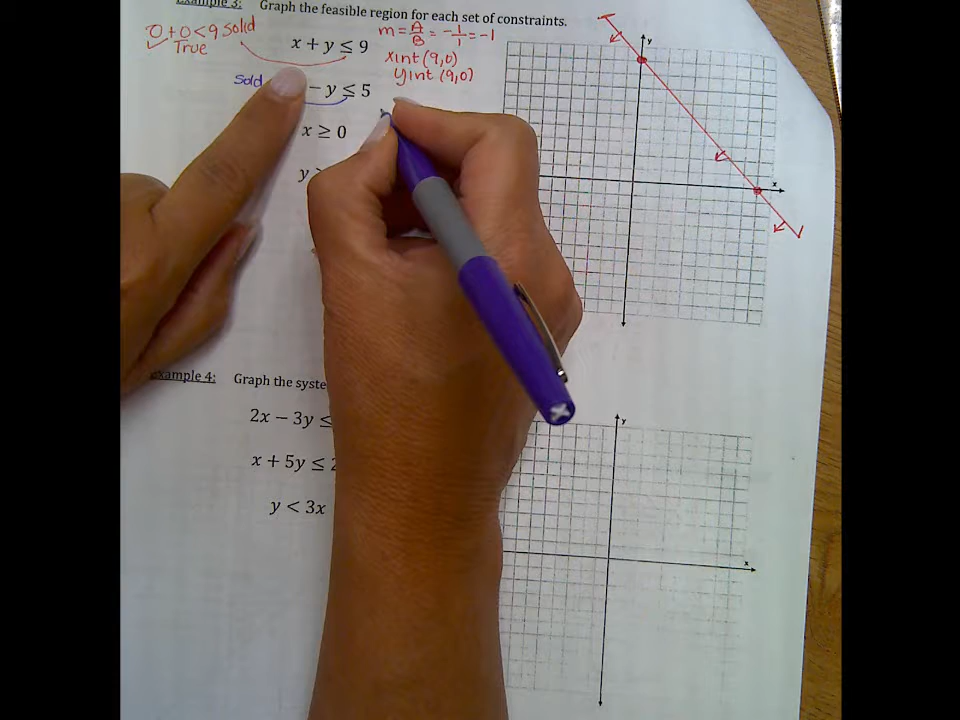 Example 3: Graph the feasible region for each set of constraints.
0+0<9 Solid
True
x + y ≤ 9
m = A/B = -1/1 = -1
xint (9,0)
yint (9,0)
Sold
- y ≤ 5
x ≥ 0
y
y
x
Example 4: Graph the syste
2x − 3y ≤
x + 5y ≤ 2
y < 3x
y
x